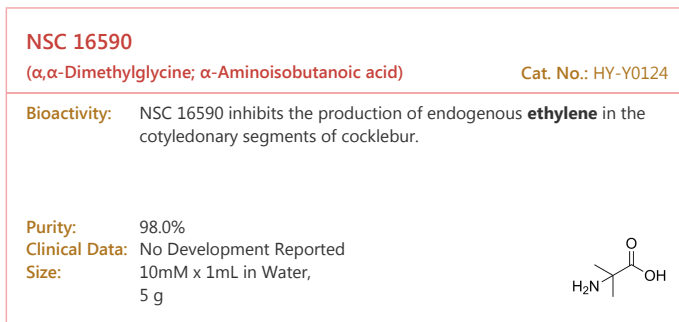 NSC 16590
(α,α-Dimethylglycine; α-Aminoisobutanoic acid) Cat. No.: HY-Y0124
Bioactivity: NSC 16590 inhibits the production of endogenous ethylene in the
cotyledonary segments of cocklebur.
Purity: 98.0%
Clinical Data: No Development Reported
Size: 10mM x 1mL in Water,
5 g
O
OH
H₂N